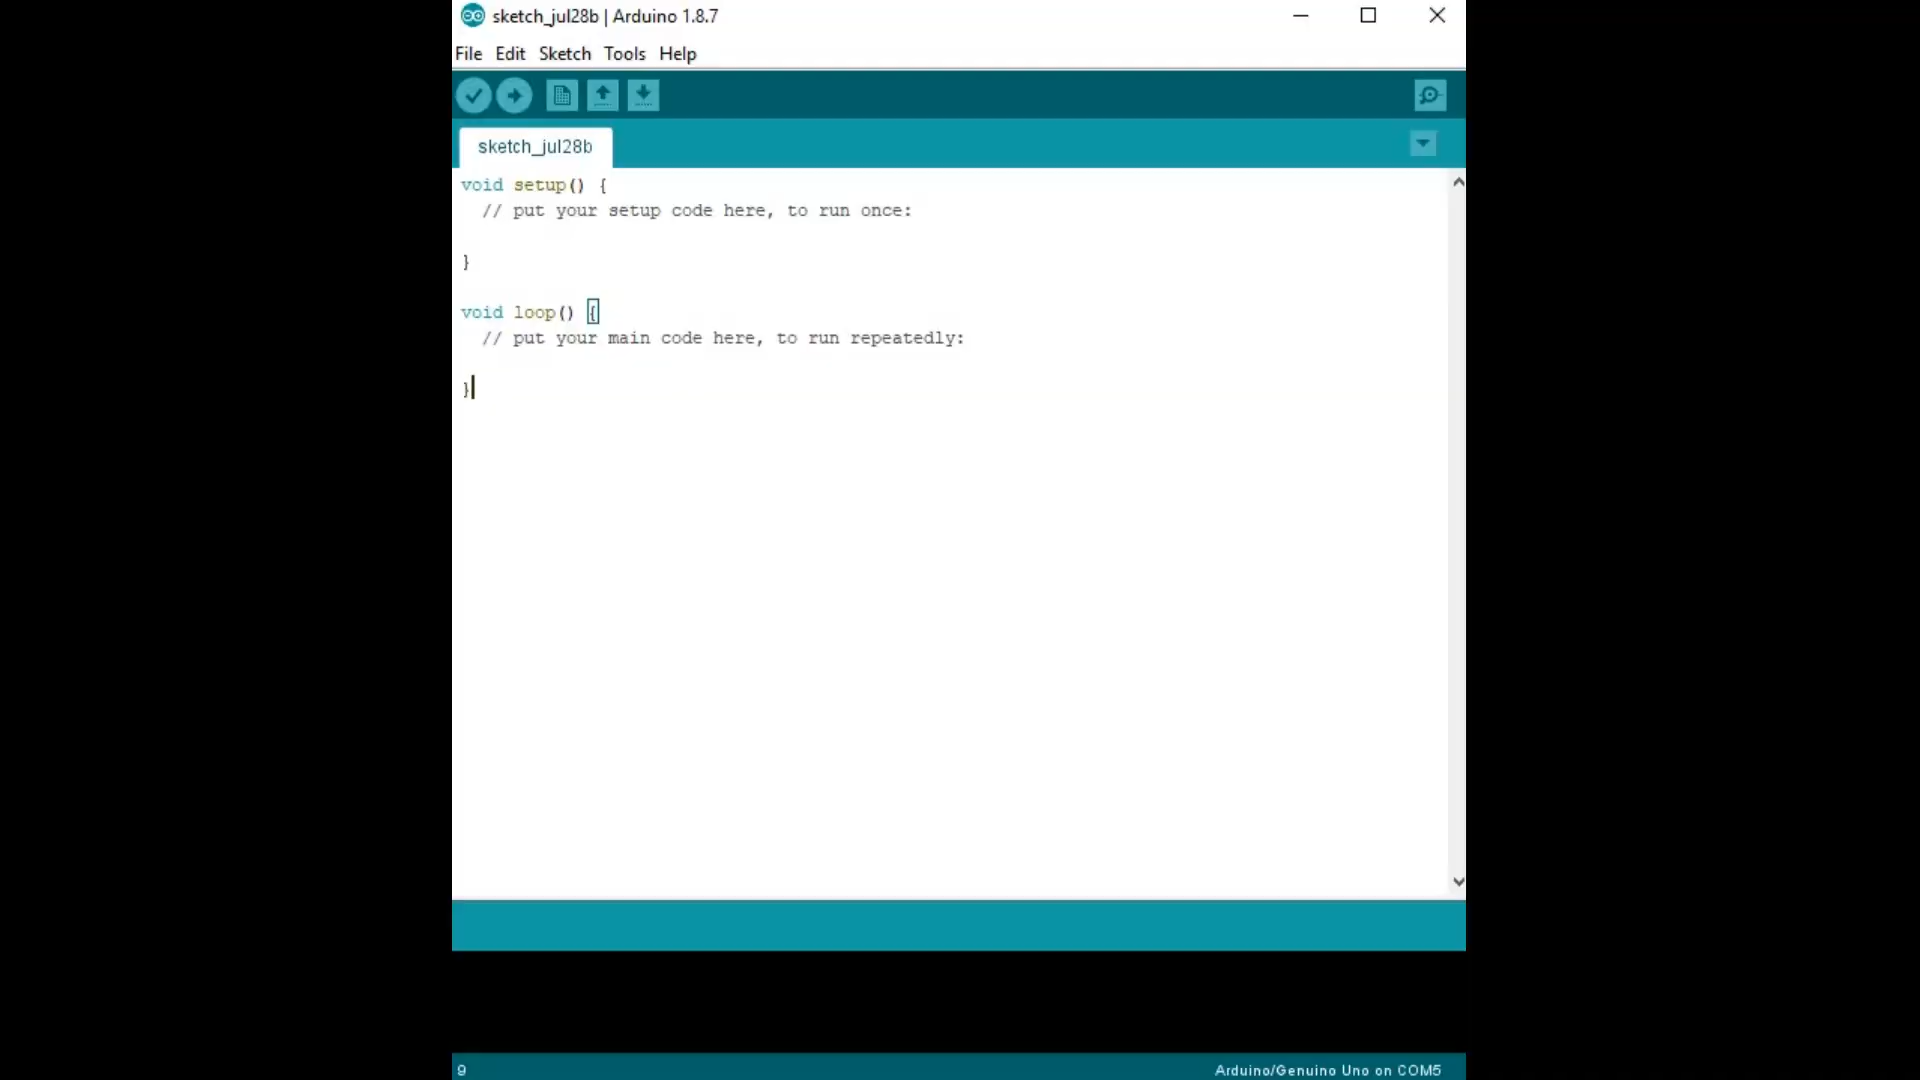 sketch_jul28b | Arduino 1.8.7
File Edit Sketch Tools Help
sketch_jul28b
void setup() {
  // put your setup code here, to run once:
}
void loop() {
  // put your main code here, to run repeatedly:
}
9
Arduino/Genuino Uno on COM5